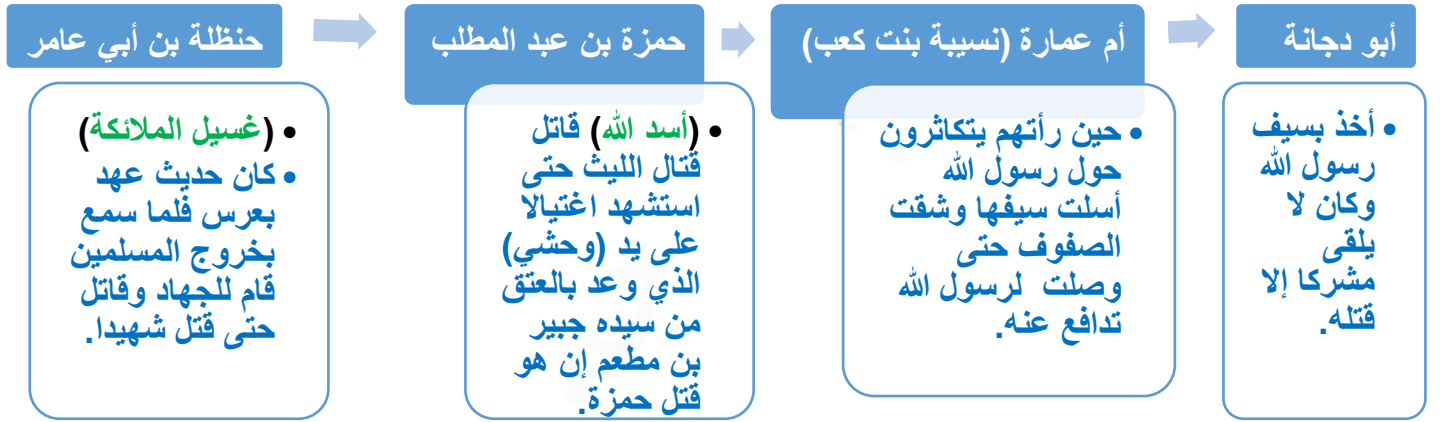 أبو دجانة
• أخذ بسيف
رسول الله
وكان لا
يلقى
مشركا إلا
قتله.
أم عمارة (نسيبة بنت كعب)
• حين رأتهم يتكاثرون
حول رسول الله
أسلت سيفها وشقت
الصفوف حتى
وصلت لرسول الله
تدافع عنه.
حمزة بن عبد المطلب
• (أسد الله) قاتل
قتال الليث حتى
استشهد اغتيالا
على يد (وحشي)
الذي وعد بالعتق
من سيده جبير
بن مطعم إن هو
قتل حمزة.
حنظلة بن أبي عامر
• (غسيل الملائكة)
• كان حديث عهد
بعرس فلما سمع
بخروج المسلمين
قام للجهاد وقاتل
حتى قتل شهيدا.